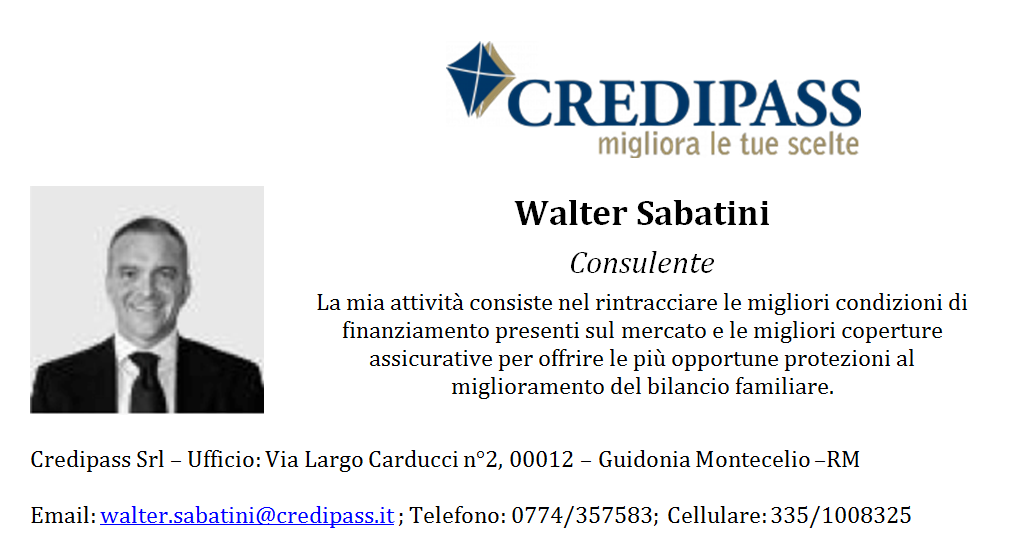 CREDIPASS
migliora le tue scelte
Walter Sabatini
Consulente
La mia attività consiste nel rintracciare le migliori condizioni di
finanziamento presenti sul mercato e le migliori coperture
assicurative per offrire le più opportune protezioni al
miglioramento del bilancio familiare.
Credipass Srl – Ufficio: Via Largo Carducci n°2, 00012 – Guidonia Montecelio –RM
Email: walter.sabatini@credipass.it ; Telefono: 0774/357583; Cellulare: 335/1008325